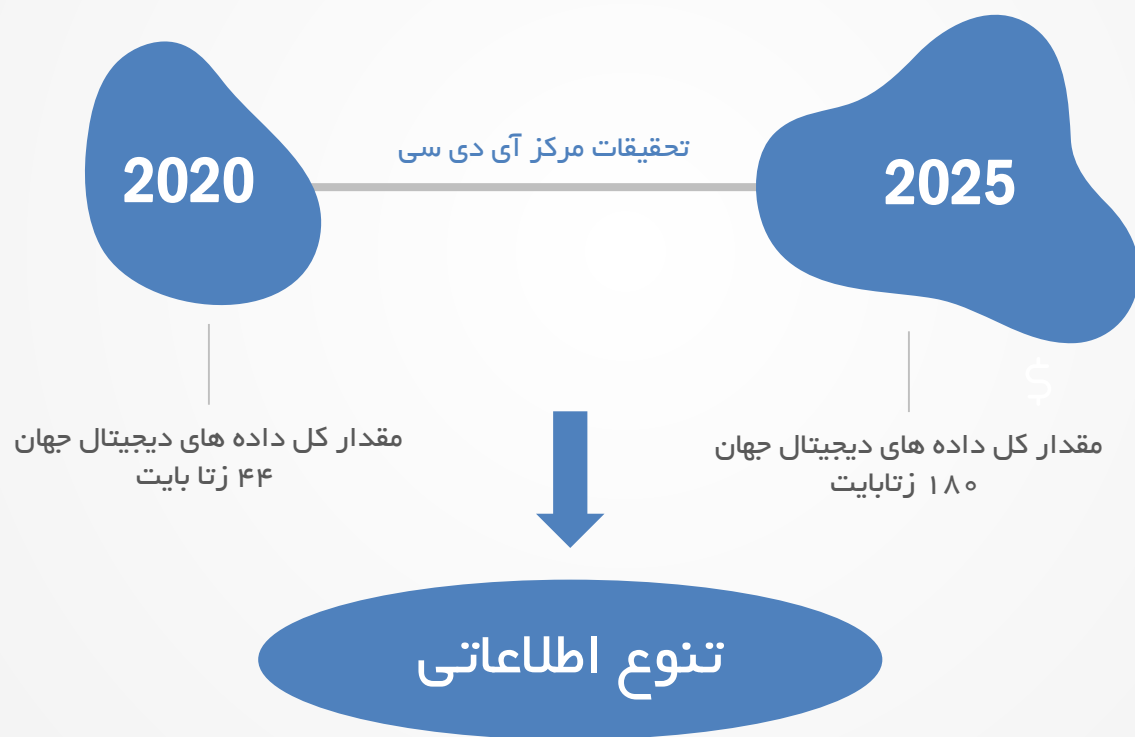 تحقیقات مرکز آی دی سی
2020
2025
مقدار کل داده های دیجیتال جهان
۴۴ زتا بایت
مقدار کل داده های دیجیتال جهان
۱۸۰ زتابایت
$
تنوع اطلاعاتی